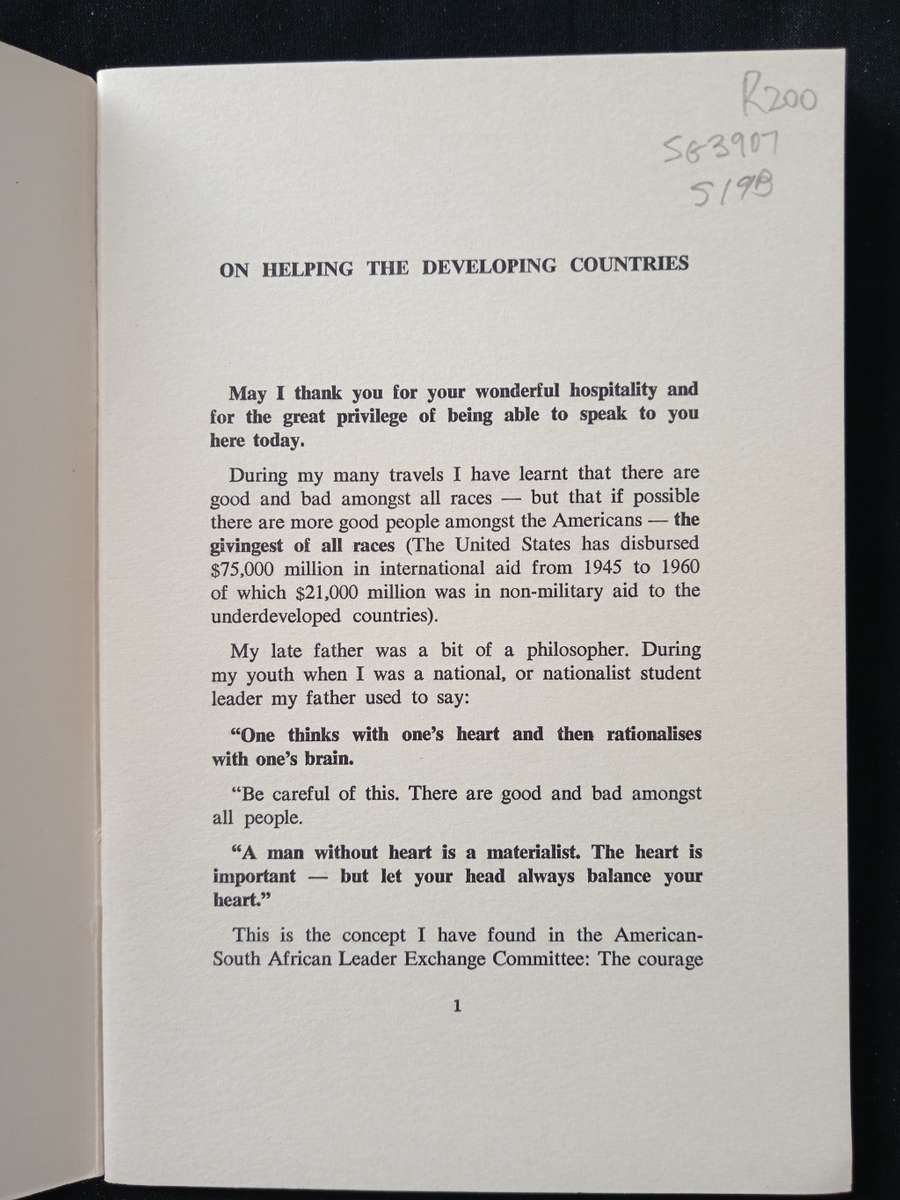 R200
SG3907
S19B
ON HELPING THE DEVELOPING COUNTRIES
May I thank you for your wonderful hospitality and
for the great privilege of being able to speak to you
here today.
During my many travels I have learnt that there are
good and bad amongst all races — but that if possible
there are more good people amongst the Americans — the
givingest of all races (The United States has disbursed
$75,000 million in international aid from 1945 to 1960
of which $21,000 million was in non-military aid to the
underdeveloped countries).
My late father was a bit of a philosopher. During
my youth when I was a national, or nationalist student
leader my father used to say:
“One thinks with one’s heart and then rationalises
with one’s brain.
“Be careful of this. There are good and bad amongst
all people.
“A man without heart is a materialist. The heart is
important — but let your head always balance your
heart.”
This is the concept I have found in the American-
South African Leader Exchange Committee: The courage
1